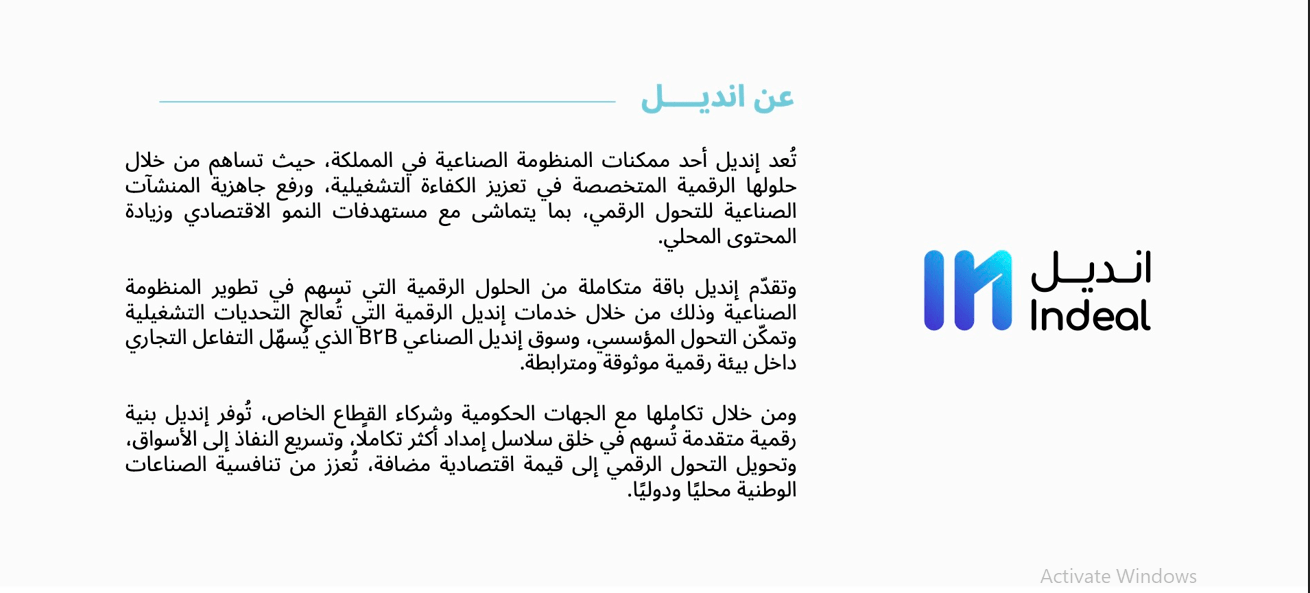 عن انديـــل
تُعد إنديل أحد ممكنات المنظومة الصناعية في المملكة، حيث تساهم من خلال
حلولها الرقمية المتخصصة في تعزيز الكفاءة التشغيلية، ورفع جاهزية المنشآت
الصناعية للتحول الرقمي، بما يتماشى مع مستهدفات النمو الاقتصادي وزيادة
المحتوى المحلي.
وتقدّم إنديل باقة متكاملة من الحلول الرقمية التي تسهم في تطوير المنظومة
الصناعية وذلك من خلال خدمات إنديل الرقمية التي تُعالج التحديات التشغيلية
وتمكّن التحول المؤسسي، وسوق إنديل الصناعي B٢B الذي يُسهّل التفاعل التجاري
داخل بيئة رقمية موثوقة ومترابطة.
ومن خلال تكاملها مع الجهات الحكومية وشركاء القطاع الخاص، تُوفر إنديل بنية
رقمية متقدمة تُسهم في خلق سلاسل إمداد أكثر تكاملًا، وتسريع النفاذ إلى الأسواق،
وتحويل التحول الرقمي إلى قيمة اقتصادية مضافة، تُعزز من تنافسية الصناعات
الوطنية محليًا ودوليًا.
انـديـل
Indeal
Activate Windows